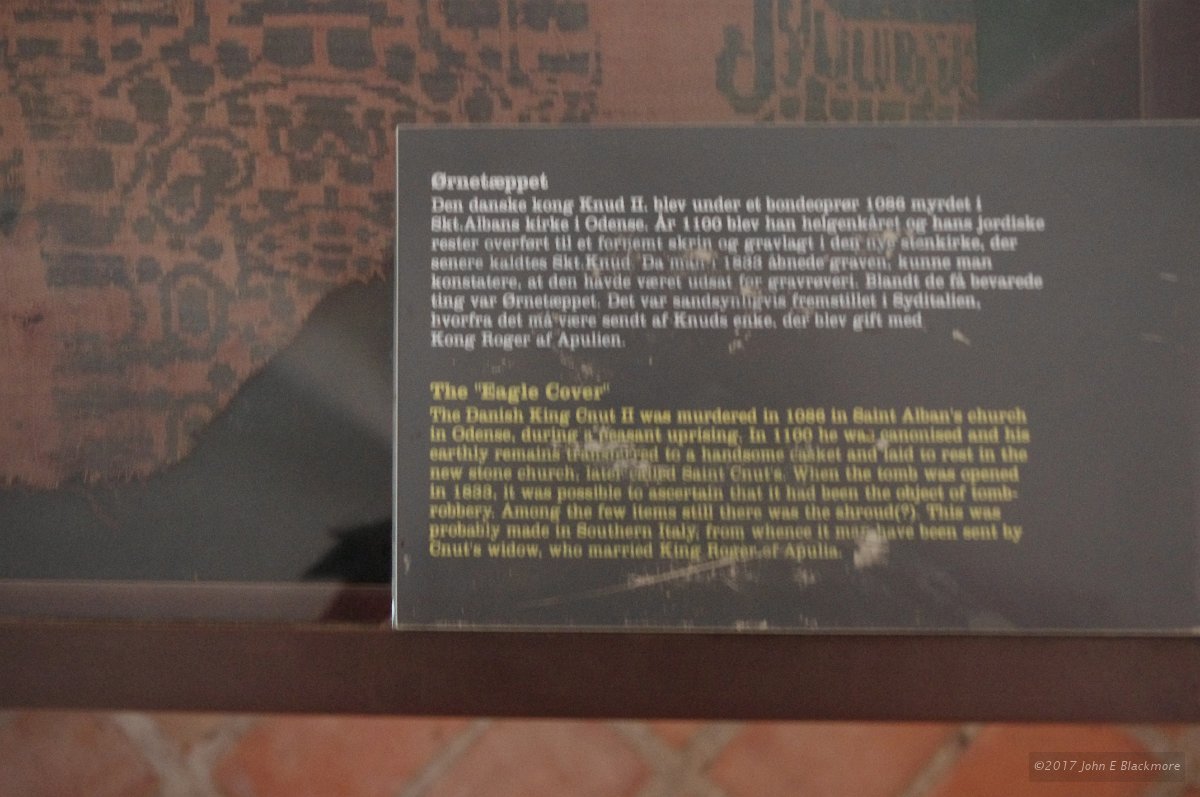 Ørnetæppet
Den danske kong Knud II. blev under et bondeoprør 1086 myrdet i
Skt.Albans kirke i Odense. År 1100 blev han helgenkåret og hans jordiske
rester overført til et fornemt skrin og gravlagt i den nye stenkirke, der
senere kaldtes Skt.Knud. Da man i 1833 åbnede graven, kunne man
konstatere, at den havde været udsat for gravrøveri. Blandt de få bevarede
ting var Ørnetæppet. Det var sandsynligvis fremstillet i Syditalien,
hvorfra det må være sendt af Knuds enke, der blev gift med
Kong Roger af Apulien.
The "Eagle Cover"
The Danish King Cnut II was murdered in 1086 in Saint Alban's church
in Odense, during a peasant uprising. In 1100 he was canonised and his
earthly remains transferred to a handsome casket and laid to rest in the
new stone church, later called Saint Cnut's. When the tomb was opened
in 1833, it was possible to ascertain that it had been the object of tomb-
robbery. Among the few items still there was the shroud(?). This was
probably made in Southern Italy, from whence it may have been sent by
Cnut's widow, who married King Roger of Apulia.
©2017 John E Blackmore